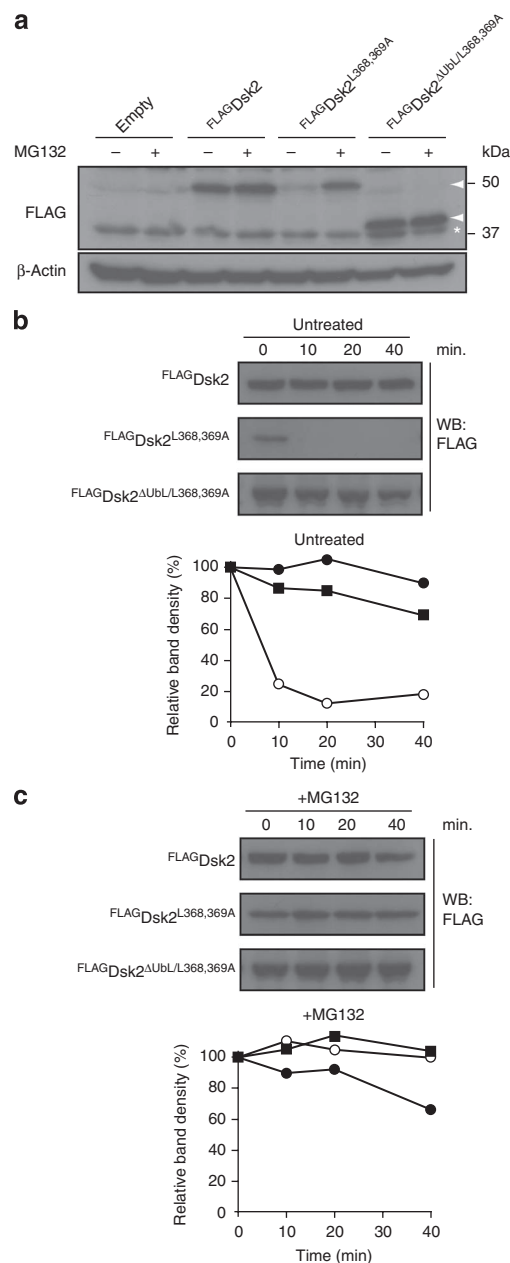 a
Empty
FLAGDsk2
FLAGDsk2L368,369A
FLAGDsk2ΔUbL/L368,369A
MG132 – + – + – + – + kDa
FLAG
50
37
*
β-Actin
b
Untreated
0 10 20 40 min.
FLAGDsk2
FLAGDsk2L368,369A
FLAGDsk2ΔUbL/L368,369A
WB:
FLAG
Untreated
Relative band density (%)
100
80
60
40
20
0
0 10 20 30 40
Time (min)
c
+MG132
0 10 20 40 min.
FLAGDsk2
FLAGDsk2L368,369A
FLAGDsk2ΔUbL/L368,369A
WB:
FLAG
+MG132
Relative band density (%)
100
80
60
40
20
0
0 10 20 30 40
Time (min)